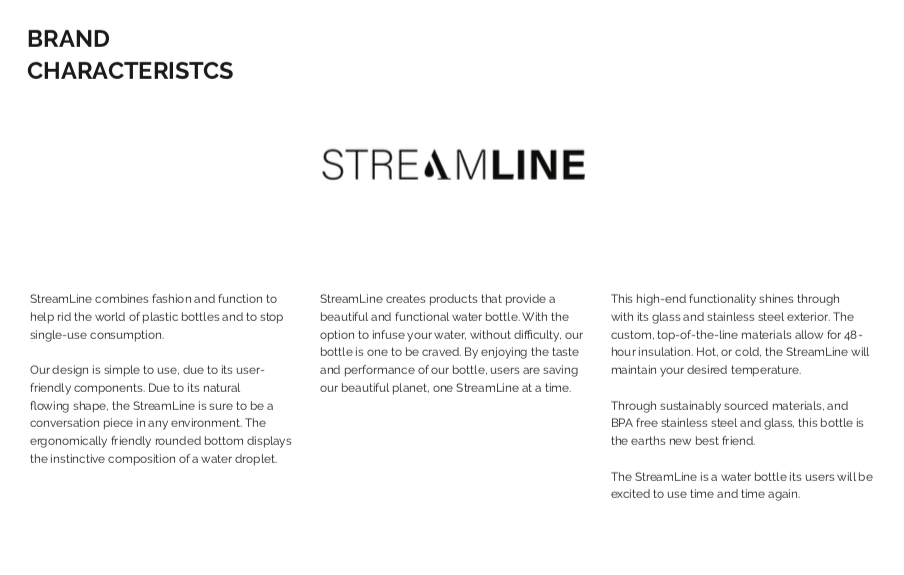 BRAND
CHARACTERISTCS
STREAMLINE
StreamLine combines fashion and function to
help rid the world of plastic bottles and to stop
single-use consumption.
Our design is simple to use, due to its user-
friendly components. Due to its natural
flowing shape, the StreamLine is sure to be a
conversation piece in any environment. The
ergonomically friendly rounded bottom displays
the instinctive composition of a water droplet.
StreamLine creates products that provide a
beautiful and functional water bottle. With the
option to infuse your water, without difficulty, our
bottle is one to be craved. By enjoying the taste
and performance of our bottle, users are saving
our beautiful planet, one StreamLine at a time.
This high-end functionality shines through
with its glass and stainless steel exterior. The
custom, top-of-the-line materials allow for 48-
hour insulation. Hot, or cold, the StreamLine will
maintain your desired temperature.
Through sustainably sourced materials, and
BPA free stainless steel and glass, this bottle is
the earths new best friend.
The StreamLine is a water bottle its users will be
excited to use time and time again.